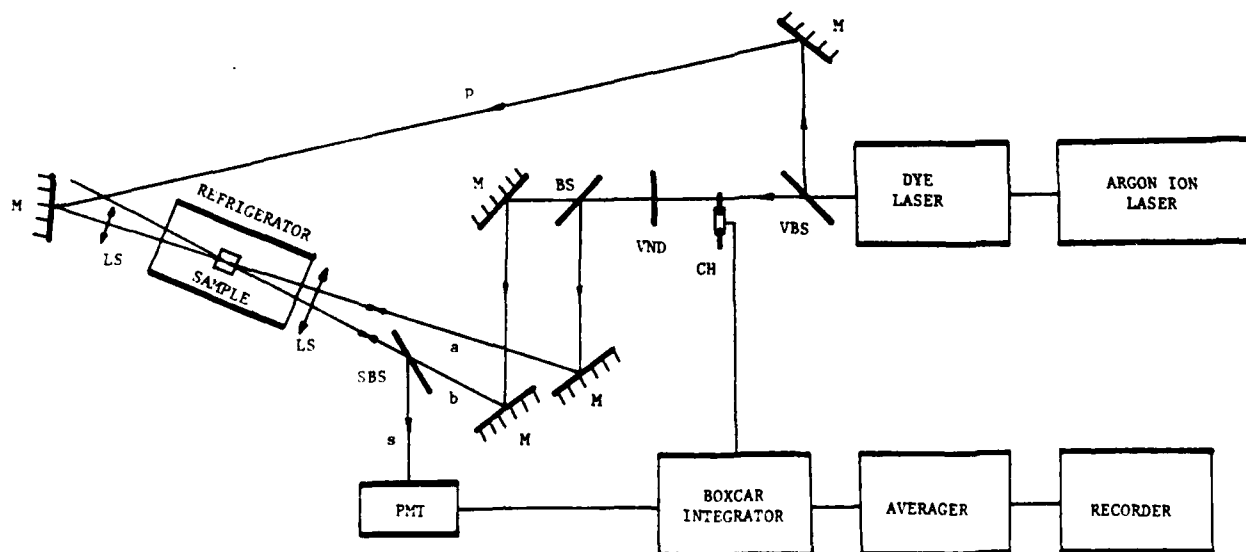 M
p
DYE
LASER
ARGON ION
LASER
M
BS
VND
CH
VBS
M
LS
REFRIGERATOR
SAMPLE
LS
a
SBS
b
M
M
s
PMT
BOXCAR
INTEGRATOR
AVERAGER
RECORDER